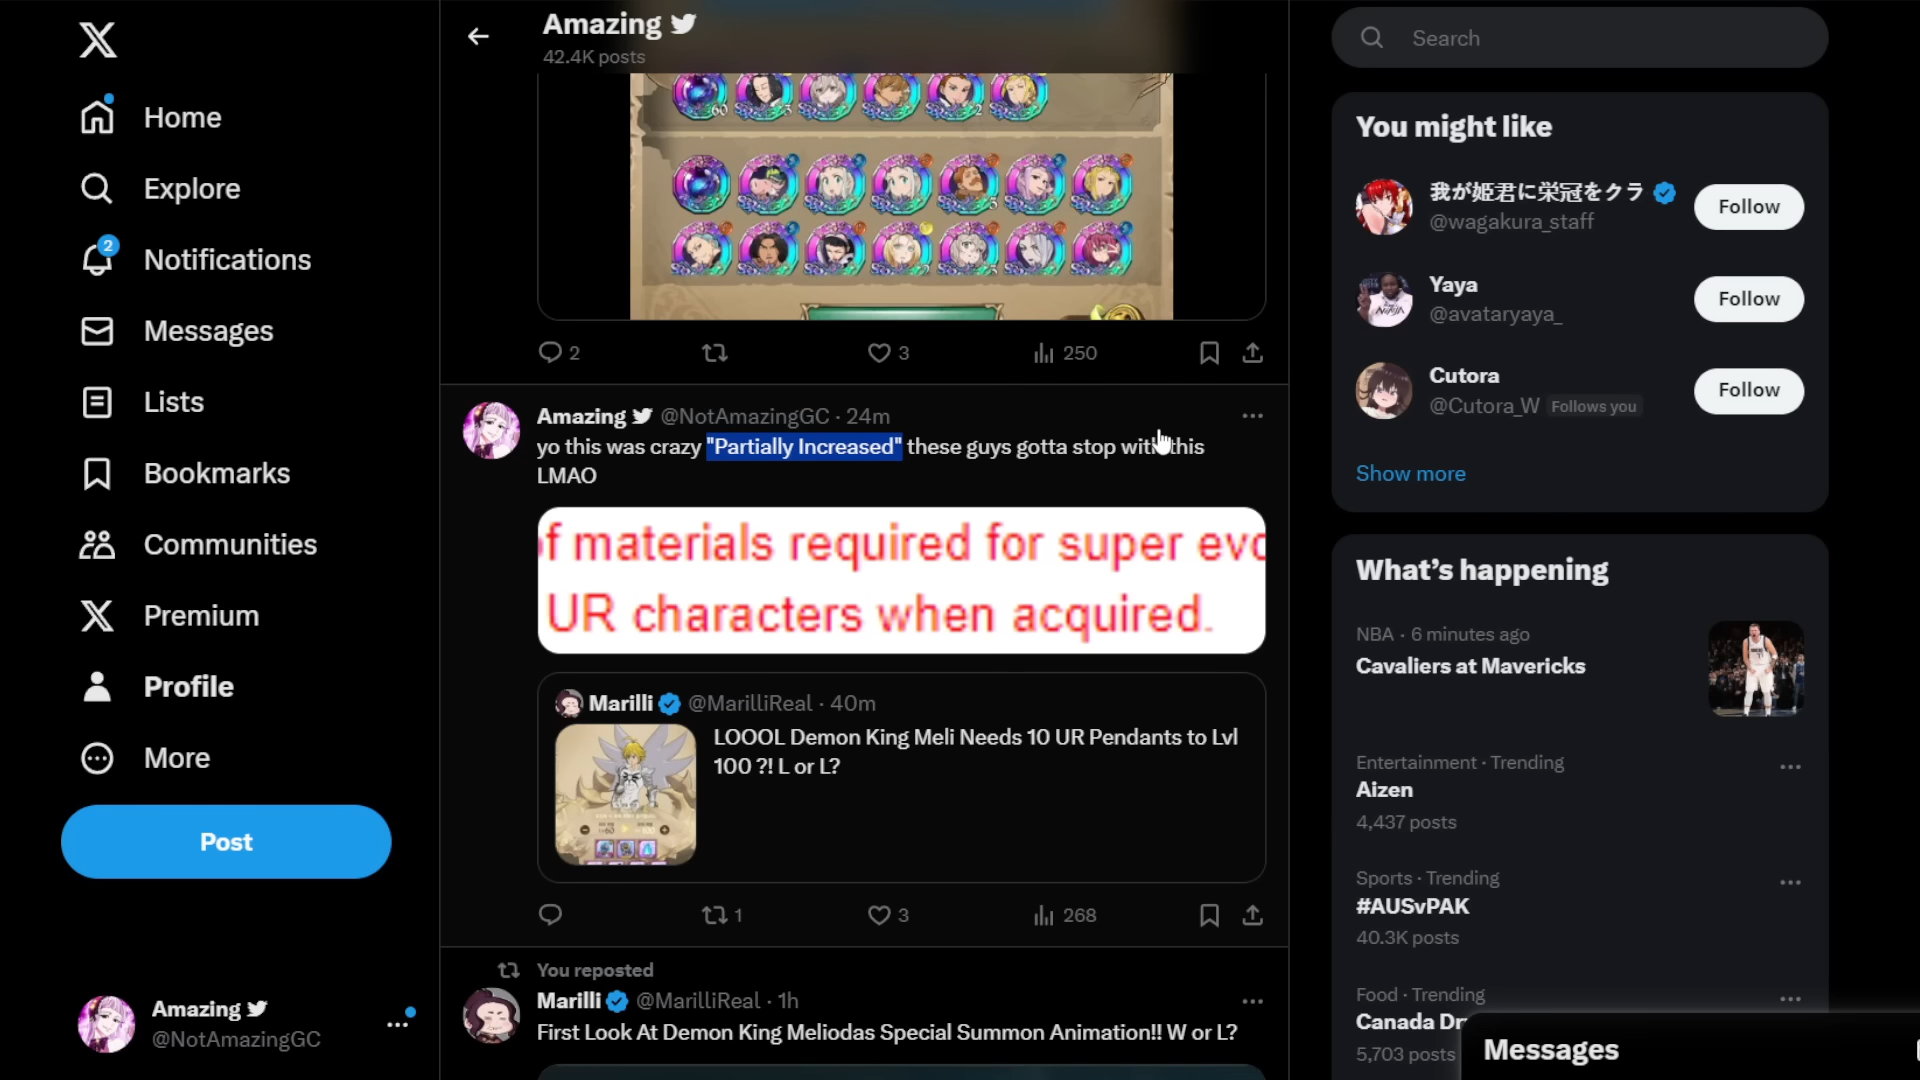 Home
Explore
2
Notifications
Messages
Lists
Bookmarks
Communities
Premium
Profile
More
Post
Amazing
@NotAmazingGC
Amazing
42.4K posts
60
3
2
2
3
250
Amazing @NotAmazingGC · 24m
yo this was crazy "Partially Increased" these guys gotta stop with this
LMAO
of materials required for super evo
UR characters when acquired.
Marilli @MarilliReal · 40m
LOOOL Demon King Meli Needs 10 UR Pendants to Lvl
100 ?! L or L?
1
3
268
You reposted
Marilli @MarilliReal · 1h
First Look At Demon King Meliodas Special Summon Animation!! W or L?
Search
You might like
我が姫君に栄冠をクラ
@wagakura_staff
Follow
Yaya
@avataryaya_
Follow
Cutora
@Cutora_W Follows you
Follow
Show more
What's happening
NBA · 6 minutes ago
Cavaliers at Mavericks
Entertainment · Trending
Aizen
4,437 posts
Sports · Trending
#AUSvPAK
40.3K posts
Food · Trending
Canada Dr
5,703 posts
Messages